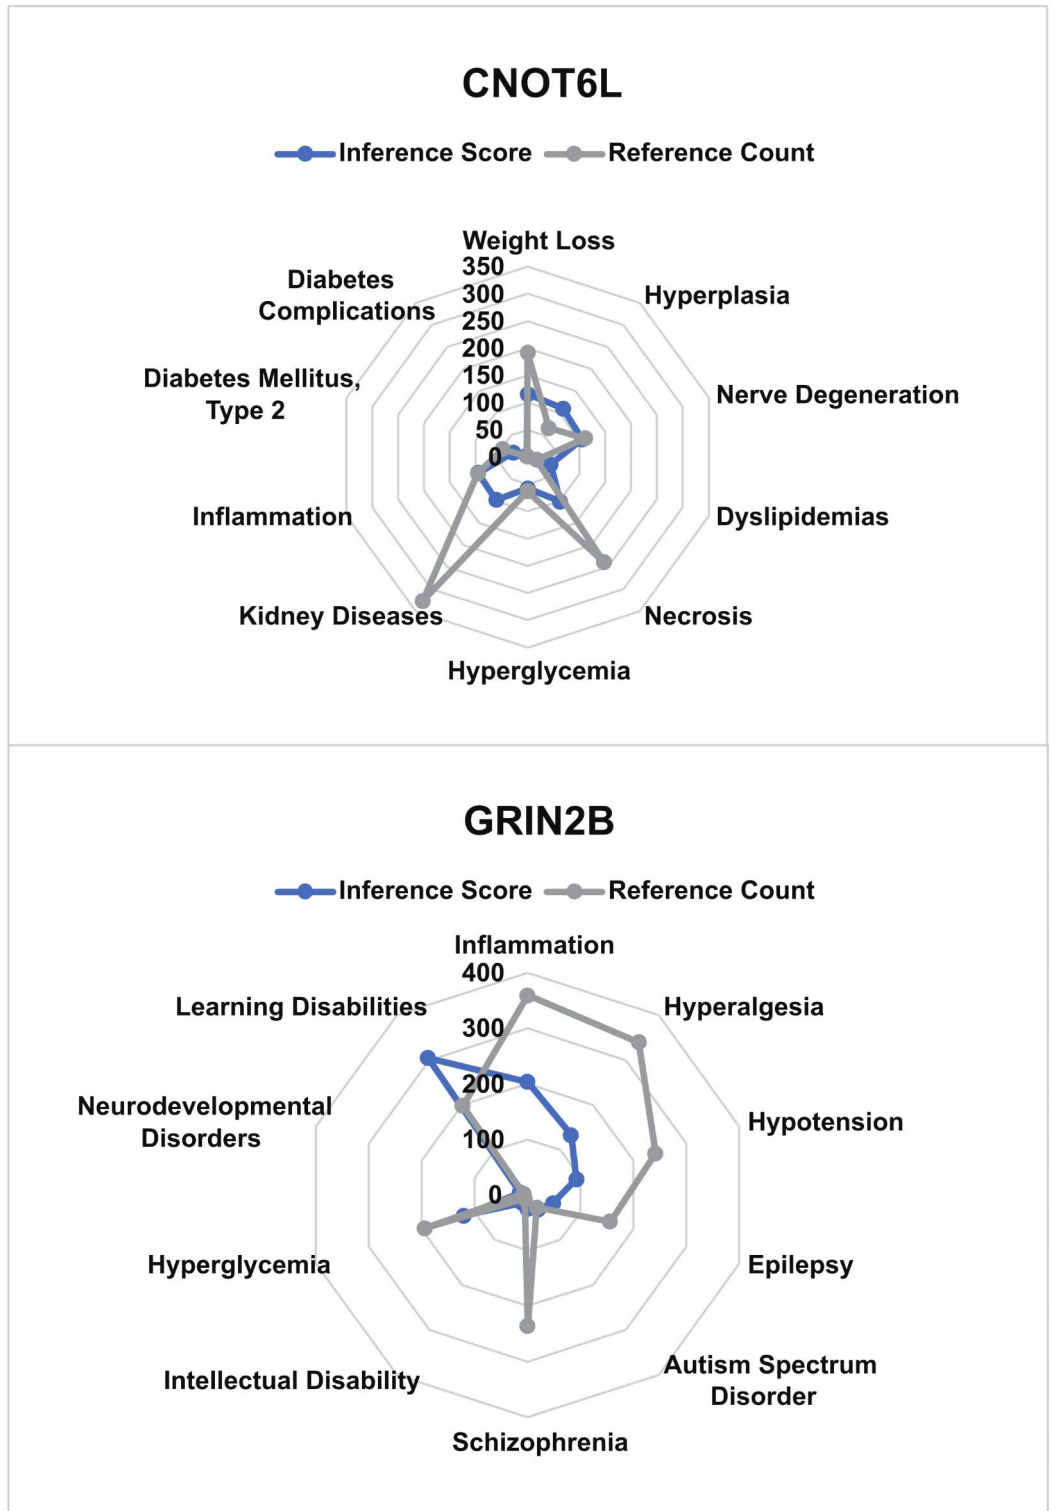 CNOT6L
Inference Score Reference Count
Weight Loss
350
300
250
200
150
100
50
0
Hyperplasia
Nerve Degeneration
Dyslipidemias
Necrosis
Hyperglycemia
Kidney Diseases
Inflammation
Diabetes Mellitus,
Type 2
Diabetes
Complications
GRIN2B
Inference Score Reference Count
Inflammation
400
300
200
100
0
Hyperalgesia
Hypotension
Epilepsy
Autism Spectrum
Disorder
Schizophrenia
Intellectual Disability
Hyperglycemia
Neurodevelopmental
Disorders
Learning Disabilities